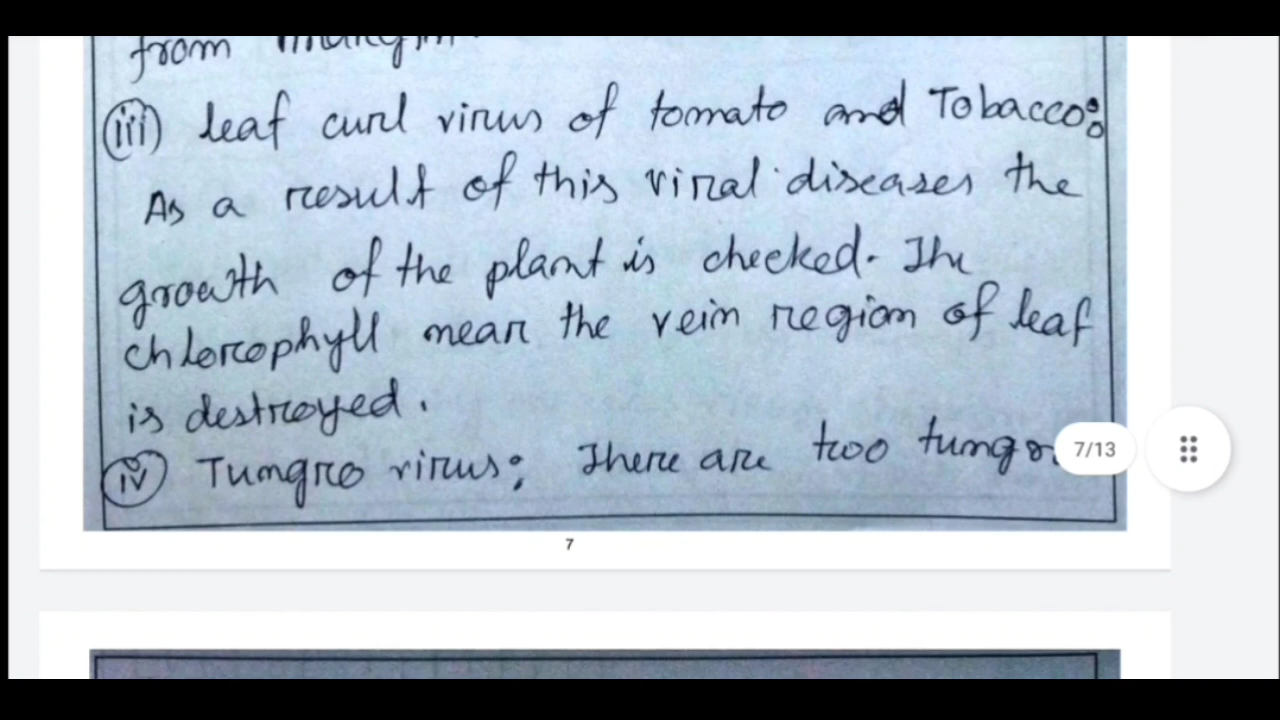 from margin.
(iii) leaf curl virus of tomato and Tobacco:
As a result of this viral diseases the
growth of the plant is checked. The
chlorophyll near the vein region of leaf
is destroyed.
(iv) Tungro virus; There are two tungro
7/13
7